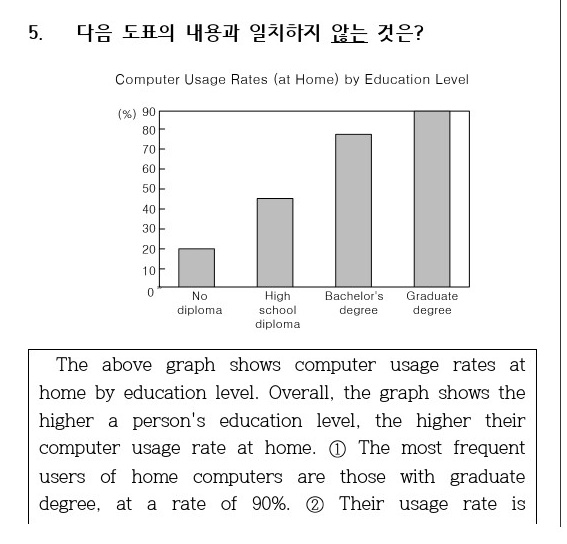 5. 다음 도표의 내용과 일치하지 않는 것은?
Computer Usage Rates (at Home) by Education Level
(%) 90
80
70
60
50
40
30
20
10
0
No diploma
High school diploma
Bachelor's degree
Graduate degree
The above graph shows computer usage rates at
home by education level. Overall, the graph shows the
higher a person's education level, the higher their
computer usage rate at home. ① The most frequent
users of home computers are those with graduate
degree, at a rate of 90%. ② Their usage rate is